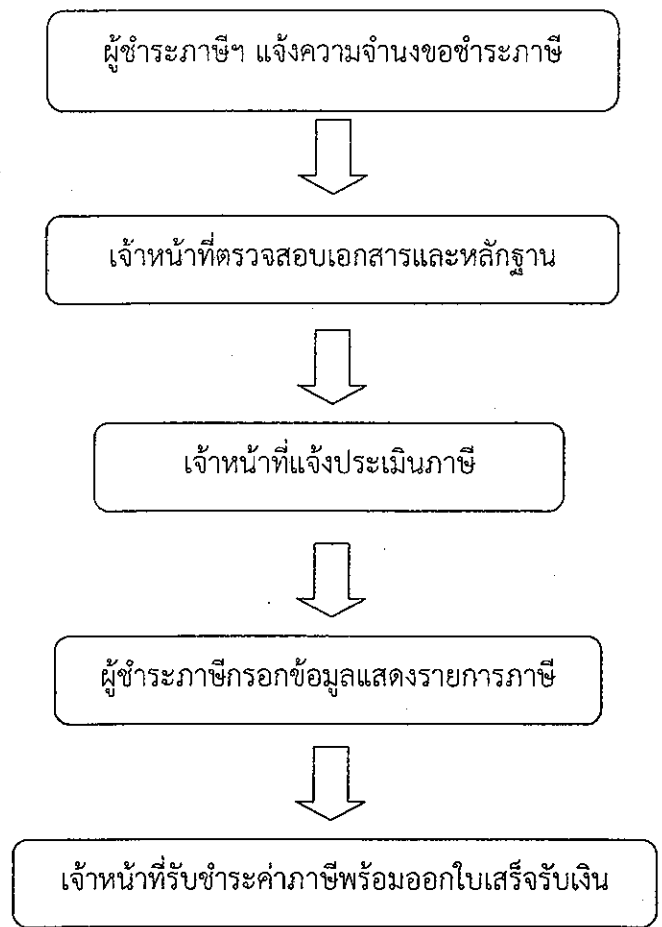 ผู้ชำระภาษีฯ แจ้งความจำนงขอชำระภาษี
เจ้าหน้าที่ตรวจสอบเอกสารและหลักฐาน
เจ้าหน้าที่แจ้งประเมินภาษี
ผู้ชำระภาษีกรอกข้อมูลแสดงรายการภาษี
เจ้าหน้าที่รับชำระค่าภาษีพร้อมออกใบเสร็จรับเงิน